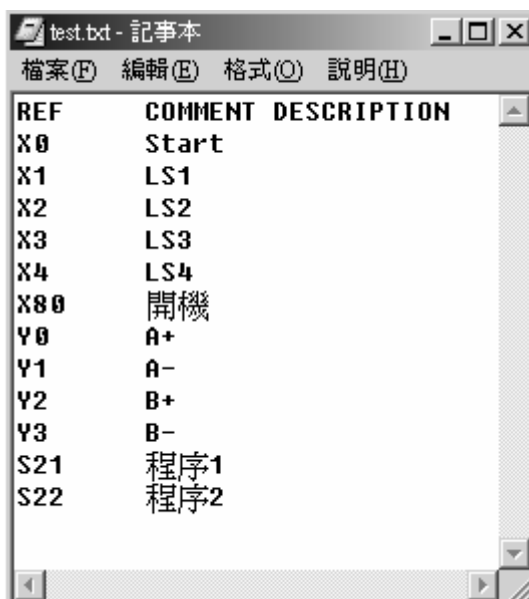 test.txt - 記事本
檔案(F) 編輯(E) 格式(O) 說明(H)
REF COMMENT DESCRIPTION
X0 Start
X1 LS1
X2 LS2
X3 LS3
X4 LS4
X80 開機
Y0 A+
Y1 A-
Y2 B+
Y3 B-
S21 程序1
S22 程序2